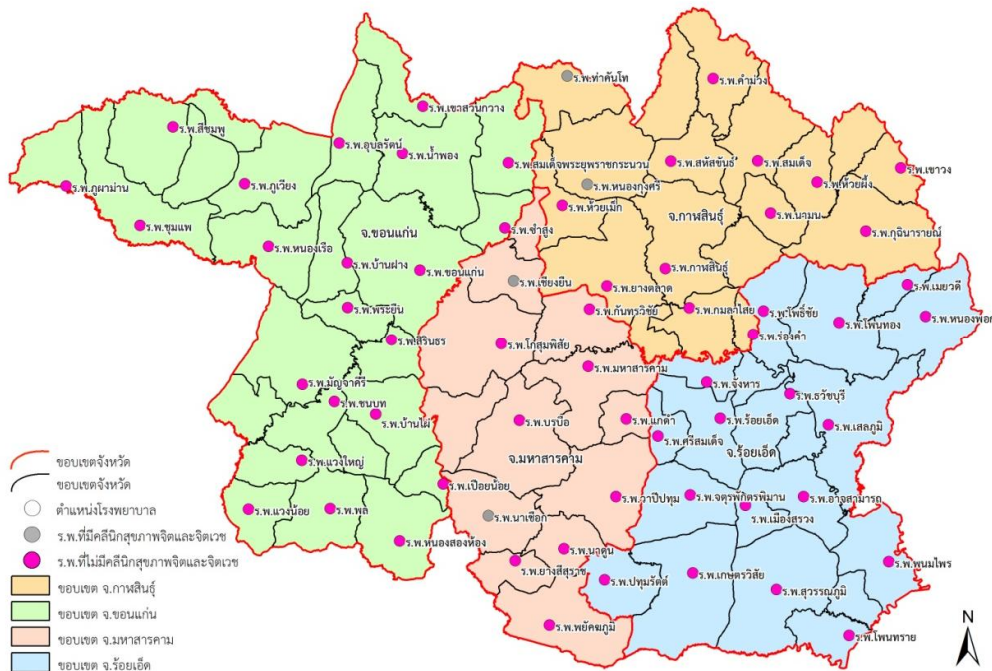 ร.พ.ท่าคันโท
ร.พ.คำม่วง
ร.พ.เขาสวนกวาง
ร.พ.สีชมพู
ร.พ.อุบลรัตน์
ร.พ.น้ำพอง
ร.พ.สมเด็จพระยุพราชกระนวน
ร.พ.สหัสขันธ์
ร.พ.สมเด็จ
ร.พ.เขาวง
ร.พ.ภูผาม่าน
ร.พ.ภูเวียง
ร.พ.หนองกุงศรี
ร.พ.ห้วยผึ้ง
ร.พ.ห้วยเม็ก
ร.พ.นามน
จ.กาฬสินธุ์
ร.พ.ชุมแพ
ร.พ.ซำสูง
จ.ขอนแก่น
ร.พ.กุฉินารายณ์
ร.พ.หนองเรือ
ร.พ.บ้านฝาง
ร.พ.ขอนแก่น
ร.พ.กาฬสินธุ์
ร.พ.เชียงยืน
ร.พ.ยางตลาด
ร.พ.เมยวดี
ร.พ.พระยืน
ร.พ.กันทรวิชัย
ร.พ.กมลาไสย
ร.พ.โพธิ์ชัย
ร.พ.โพนทอง
ร.พ.หนองพอก
ร.พ.ร่องคำ
ร.พ.สิรินธร
ร.พ.โกสุมพิสัย
ร.พ.มหาสารคาม
ร.พ.มัญจาคีรี
ร.พ.จังหาร
ร.พ.ธวัชบุรี
ร.พ.ชนบท
ร.พ.บ้านไผ่
ร.พ.บรบือ
ร.พ.แกดำ
ร.พ.ร้อยเอ็ด
ร.พ.เสลภูมิ
ร.พ.ศรีสมเด็จ
จ.มหาสารคาม
จ.ร้อยเอ็ด
ร.พ.แวงใหญ่
ร.พ.เปือยน้อย
ร.พ.วาปีปทุม
ร.พ.จตุรพักตรพิมาน
ร.พ.อาจสามารถ
ร.พ.เมืองสรวง
ร.พ.แวงน้อย
ร.พ.พล
ร.พ.นาเชือก
ร.พ.หนองสองห้อง
ร.พ.นาดูน
ร.พ.ยางสีสุราช
ร.พ.พนมไพร
ร.พ.ปทุมรัตต์
ร.พ.เกษตรวิสัย
ร.พ.สุวรรณภูมิ
ร.พ.พยัคฆภูมิ
ร.พ.โพนทราย
ขอบเขตจังหวัด
ขอบเขตจังหวัด
ตำแหน่งโรงพยาบาล
ร.พ.ที่มีคลีนิกสุขภาพจิตและจิตเวช
ร.พ.ที่ไม่มีคลีนิกสุขภาพจิตและจิตเวช
ขอบเขต จ.กาฬสินธุ์
ขอบเขต จ.ขอนแก่น
ขอบเขต จ.มหาสารคาม
ขอบเขต จ.ร้อยเอ็ด
N